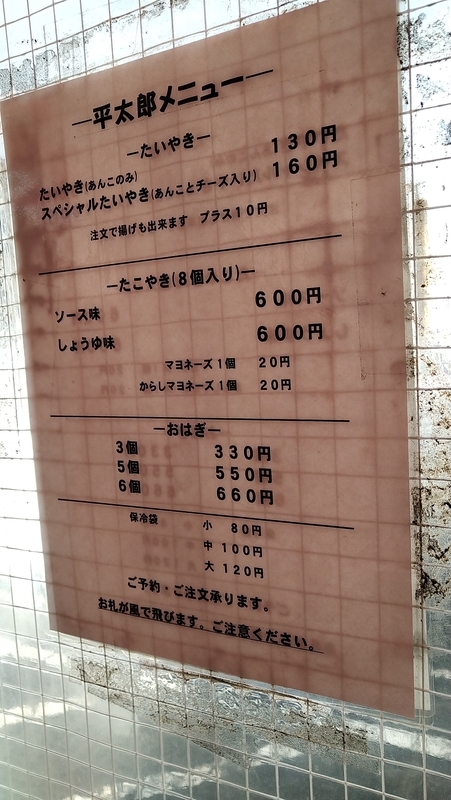 ―平太郎メニュー―
―たいやき―
たいやき(あんこのみ) 130円
スペシャルたいやき(あんことチーズ入り) 160円
注文で揚げも出来ます プラス10円
―たこやき(8個入り)―
ソース味 600円
しょうゆ味 600円
マヨネーズ1個 20円
からしマヨネーズ1個 20円
―おはぎ―
3個 330円
5個 550円
6個 660円
保冷袋 小 80円
中 100円
大 120円
ご予約・ご注文承ります。
お札が風で飛びます。ご注意ください。